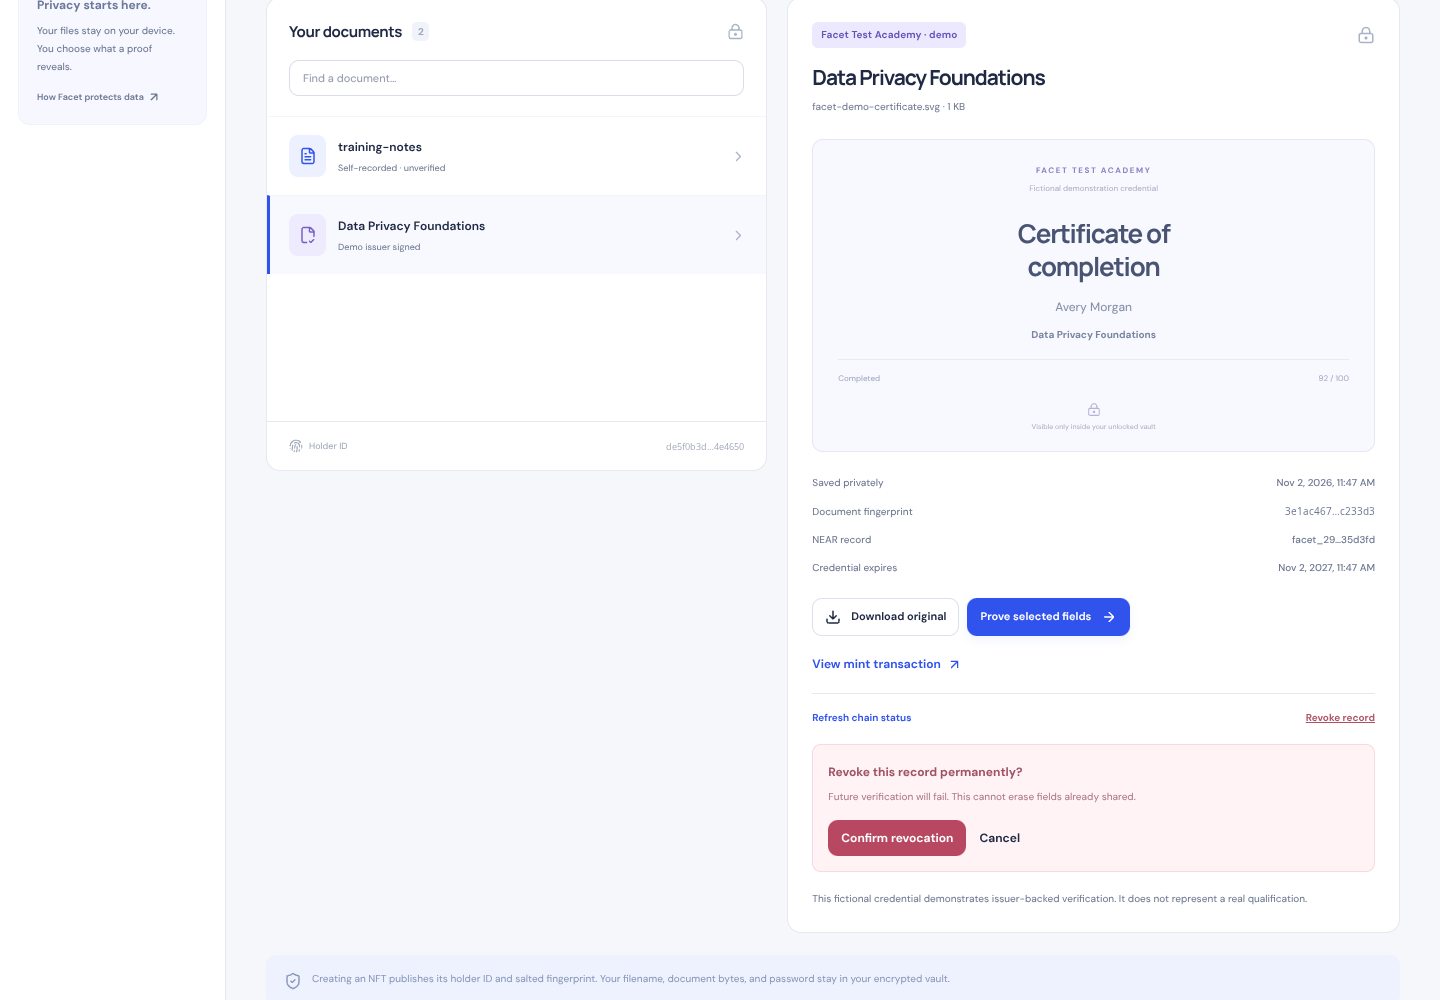 Privacy starts here.
Your files stay on your device.
You choose what a proof
reveals.
How Facet protects data
Your documents 2
Find a document...
training-notes
Self-recorded · unverified
Data Privacy Foundations
Demo issuer signed
Holder ID de5f0b3d...4e4650
Facet Test Academy · demo
Data Privacy Foundations
facet-demo-certificate.svg · 1 KB
FACET TEST ACADEMY
Fictional demonstration credential
Certificate of
completion
Avery Morgan
Data Privacy Foundations
Completed 92 / 100
Visible only inside your unlocked vault
Saved privately Nov 2, 2026, 11:47 AM
Document fingerprint 3e1ac467...c233d3
NEAR record facet_29...35d3fd
Credential expires Nov 2, 2027, 11:47 AM
Download original Prove selected fields
View mint transaction
Refresh chain status Revoke record
Revoke this record permanently?
Future verification will fail. This cannot erase fields already shared.
Confirm revocation Cancel
This fictional credential demonstrates issuer-backed verification. It does not represent a real qualification.
Creating an NFT publishes its holder ID and salted fingerprint. Your filename, document bytes, and password stay in your encrypted vault.